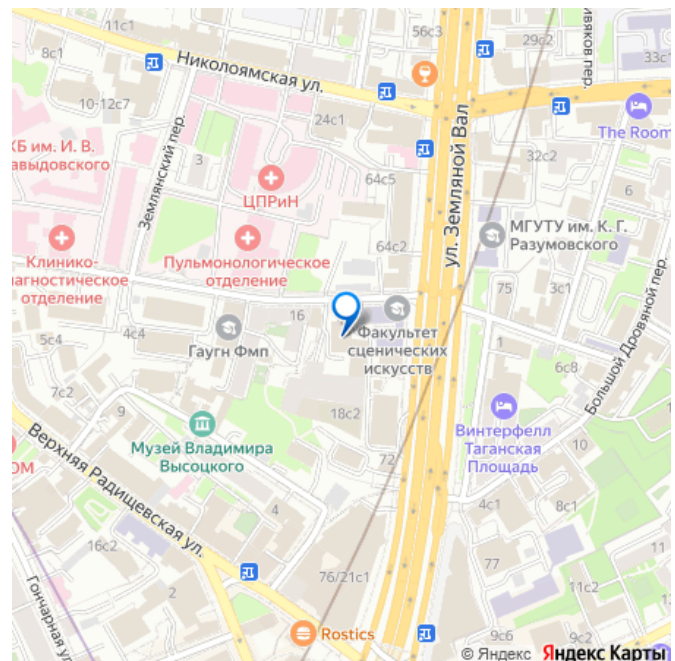 56с3
29с2
ивяков пер.
33с1
8с1
Николоямская ул.
10-12с7
24с1
The Room
32с2
КБ им. И. В.
авыдовского
3
Землянский пер.
64с5
6
ЦПРиН
ул. Земляной Вал
МГУТУ им. К. Г.
Разумовского
64с2
Клинико-
агностическое
отделение
Пульмонологическое
отделение
75
3с1
Большой Дровяной пер.
16
Факультет
сценических
искусств
4с4
5с4
Гаугн Фмп
1
6с8
7с2
9
18с2
Винтерфелл
Таганская
Площадь
Музей Владимира
Высоцкого
72
10
ОМ
Верхняя Радищевская ул.
4
4с1
8с1
16с2
77
11
76/21с1
11с2
Гончарная ул
2
Rostics
9с6
9с2
© Яндекс Яндекс Карты